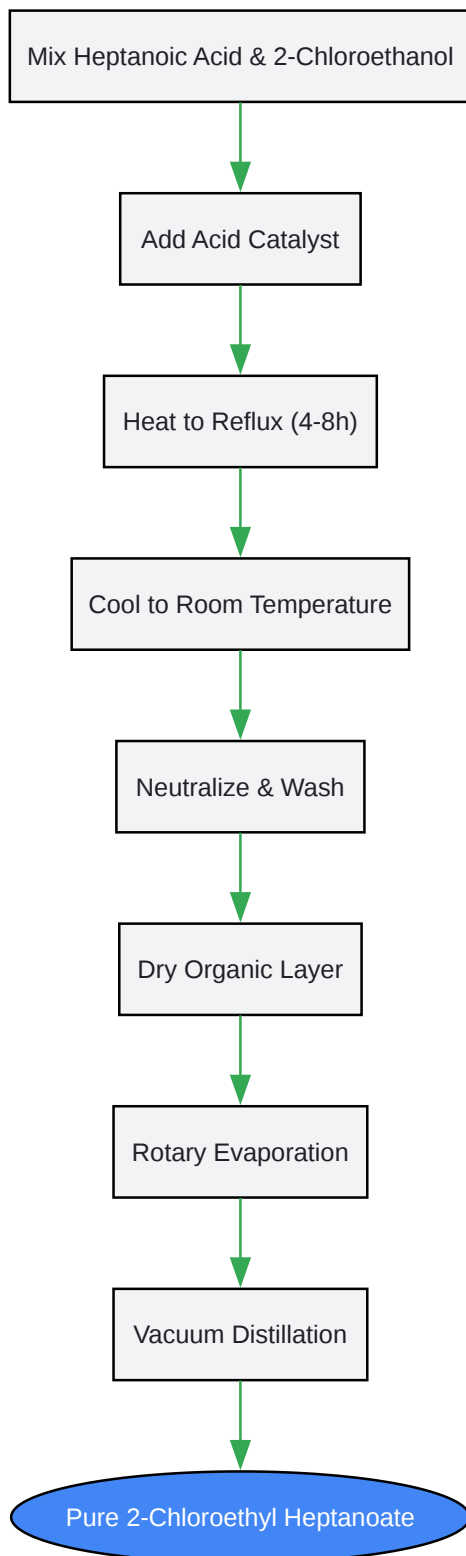 Mix Heptanoic Acid & 2-Chloroethanol
Add Acid Catalyst
Heat to Reflux (4-8h)
Cool to Room Temperature
Neutralize & Wash
Dry Organic Layer
Rotary Evaporation
Vacuum Distillation
Pure 2-Chloroethyl Heptanoate